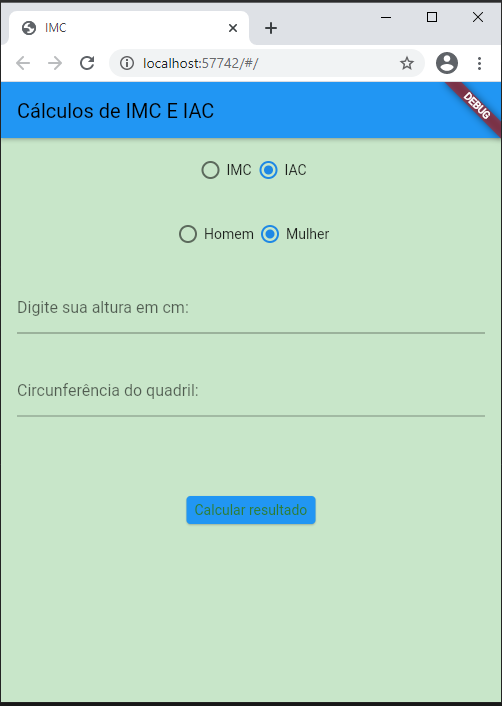 IMC
localhost:57742/#/
Cálculos de IMC E IAC
DEBUG
IMC IAC
Homem Mulher
Digite sua altura em cm:
Circunferência do quadril:
Calcular resultado